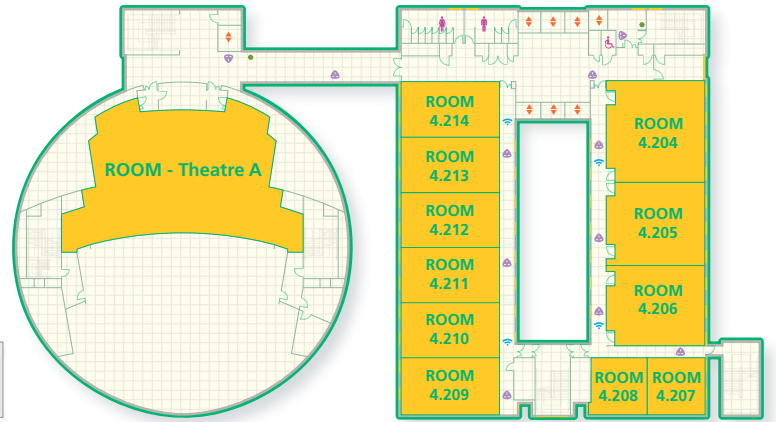 ROOM - Theatre A
ROOM
4.214
ROOM
4.213
ROOM
4.212
ROOM
4.211
ROOM
4.210
ROOM
4.209
ROOM
4.204
ROOM
4.205
ROOM
4.206
ROOM
4.208
ROOM
4.207